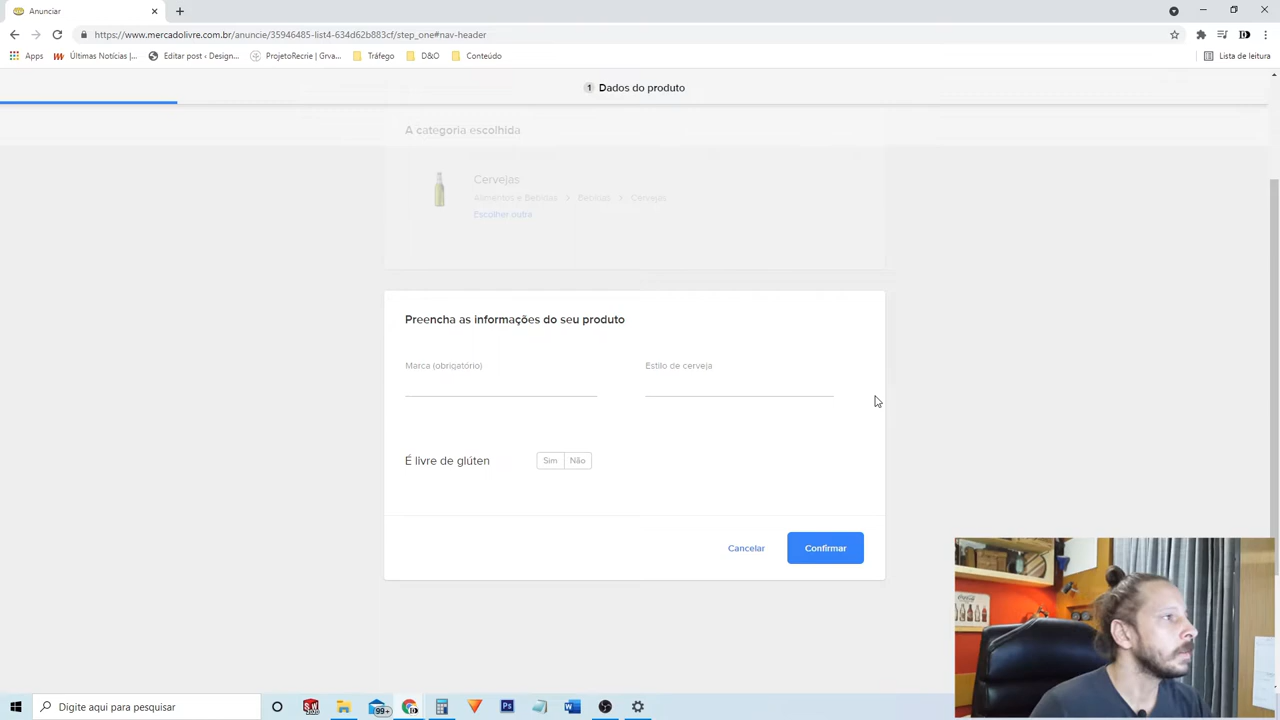 Anunciar
https://www.mercadolivre.com.br/anuncie/35946485-list4-634d62b883cf/step_one#nav-header
Apps
Últimas Notícias |...
Editar post ‹ Design...
ProjetoRecrie | Grva...
Tráfego
D&O
Conteúdo
Lista de leitura
1 Dados do produto
A categoria escolhida
Cervejas
Alimentos e Bebidas > Bebidas > Cervejas
Escolher outra
Preencha as informações do seu produto
Marca (obrigatório)
Estilo de cerveja
É livre de glúten
Sim
Não
Cancelar
Confirmar
Digite aqui para pesquisar
99+